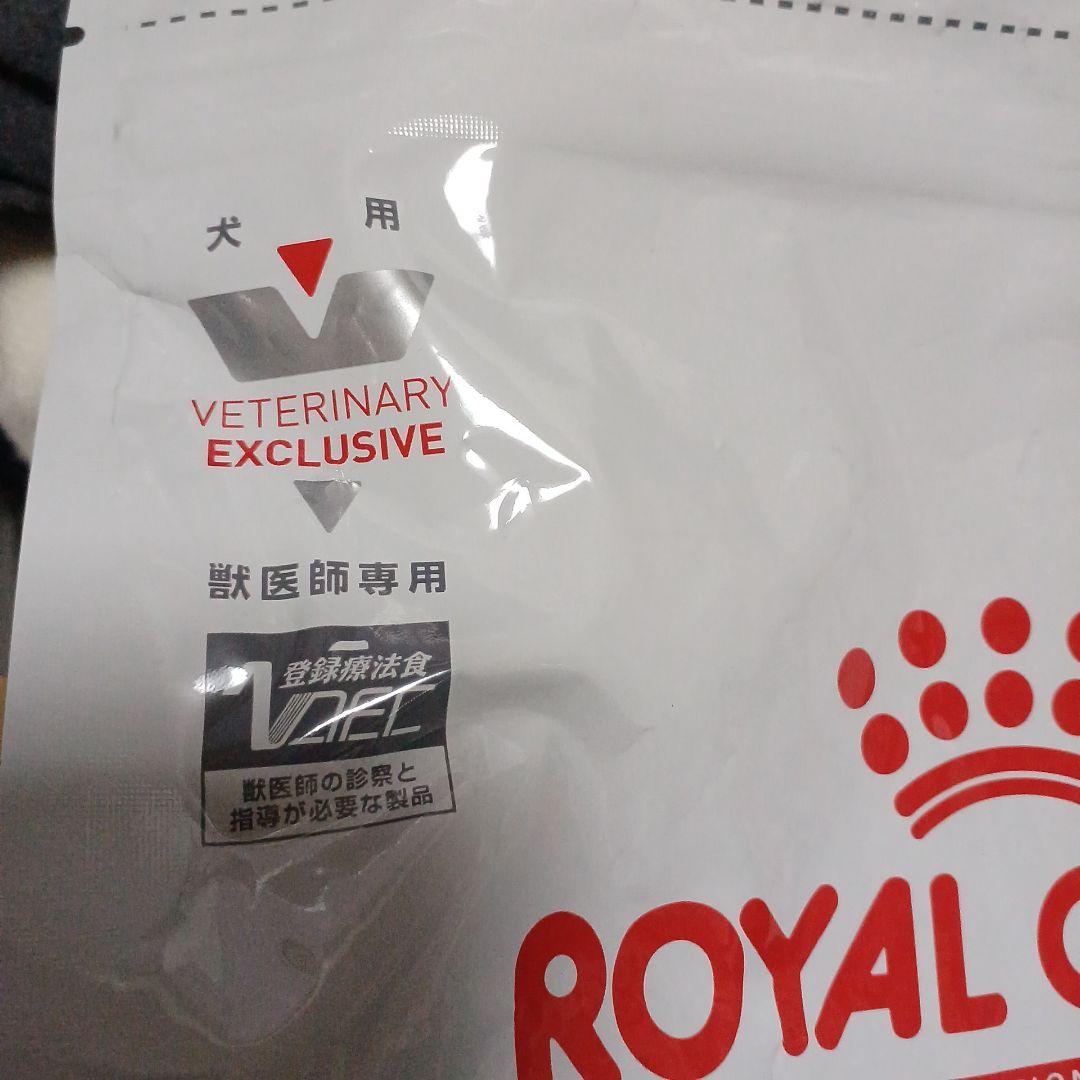 犬 用
VETERINARY
EXCLUSIVE
獣医師専用
登録療法食
VAEC
獣医師の診察と
指導が必要な製品
ROYAL